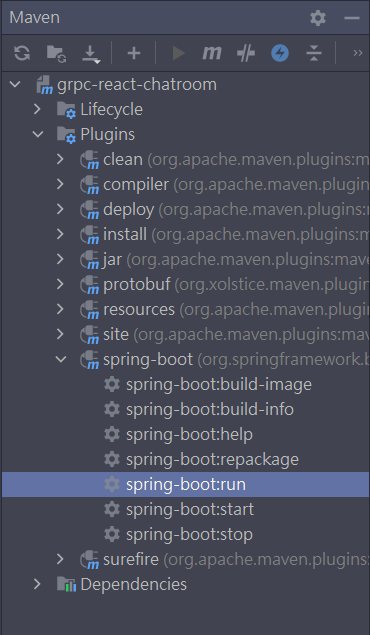 Maven
grpc-react-chatroom
Lifecycle
Plugins
clean (org.apache.maven.plugins:m
compiler (org.apache.maven.plugin
deploy (org.apache.maven.plugins:
install (org.apache.maven.plugins:m
jar (org.apache.maven.plugins:mave
protobuf (org.xolstice.maven.plugin
resources (org.apache.maven.plugin
site (org.apache.maven.plugins:mav
spring-boot (org.springframework.b
spring-boot:build-image
spring-boot:build-info
spring-boot:help
spring-boot:repackage
spring-boot:run
spring-boot:start
spring-boot:stop
surefire (org.apache.maven.plugins:
Dependencies